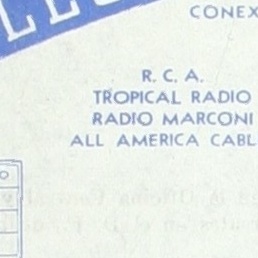 CONEX
R. C. A.
TROPICAL RADIO
RADIO MARCONI
ALL AMERICA CABL